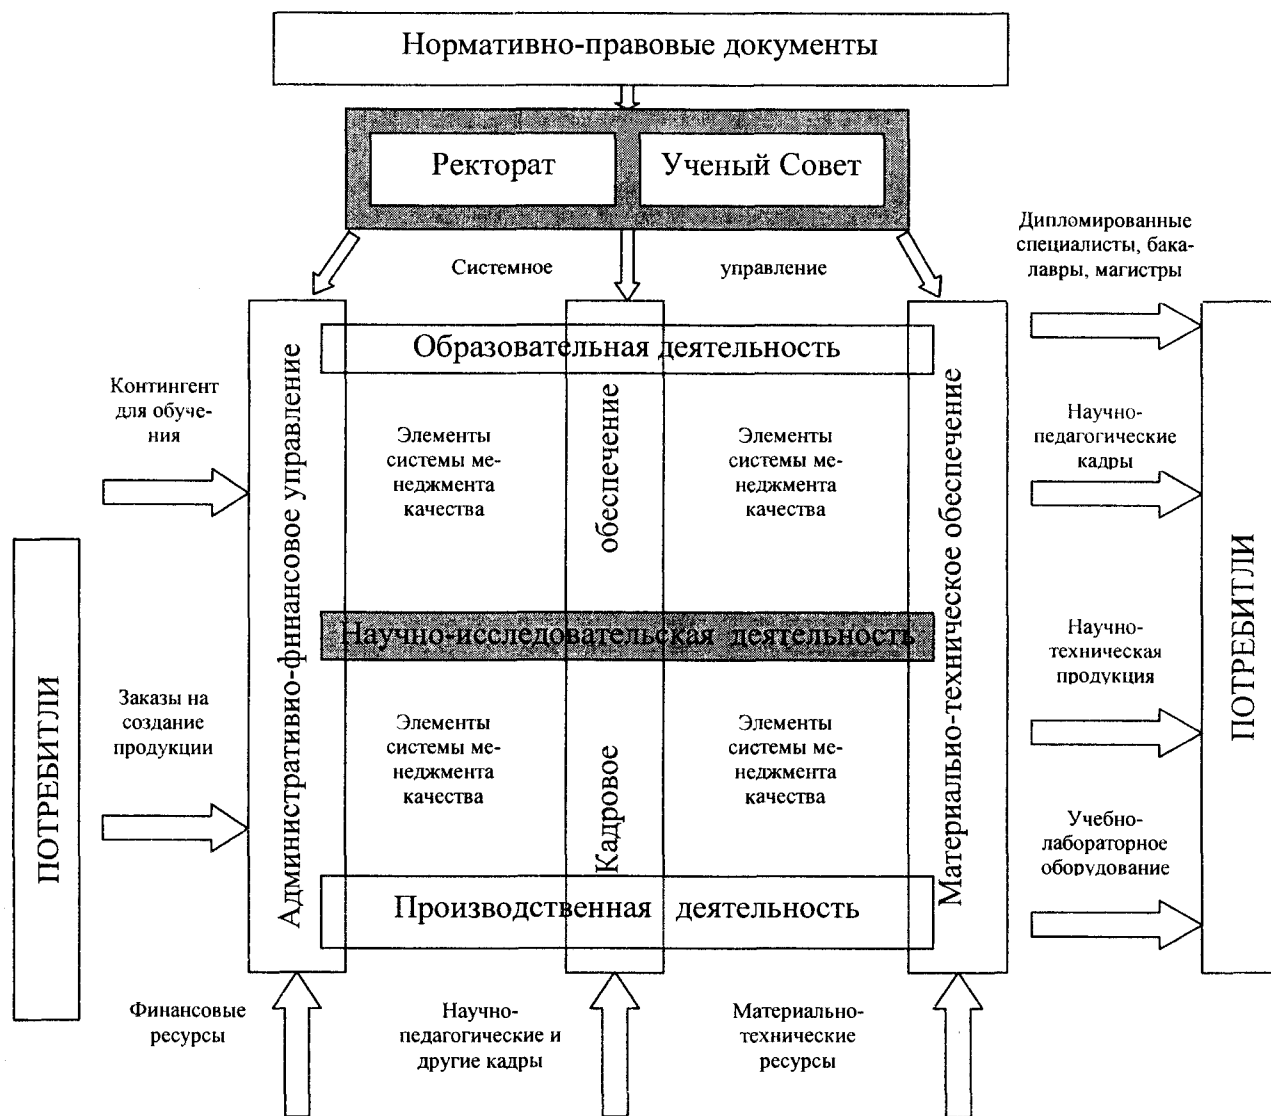 Нормативно-правовые документы
Ректорат
Ученый Совет
Системное
управление
Дипломированные
специалисты, бака-
лавры, магистры
Образовательная деятельность
Контингент
для обуче-
ния
Административио-финансовое управление
Элементы
системы ме-
неджмента
качества
обеспечение
Элементы
системы ме-
неджмента
качества
Материально-техническое обеспечение
Научно-
педагогические
кадры
ПОТРЕБИТЛИ
Научно-исследовательская деятельность
Научно-
техническая
продукция
ПОТРЕБИТЛИ
Заказы на
создание
продукции
Элементы
системы ме-
неджмента
качества
Кадровое
Элементы
системы ме-
неджмента
качества
Учебно-
лабораторное
оборудование
Производственная деятельность
Финансовые
ресурсы
Научно-
педагогические и
другие кадры
Материально-
технические
ресурсы